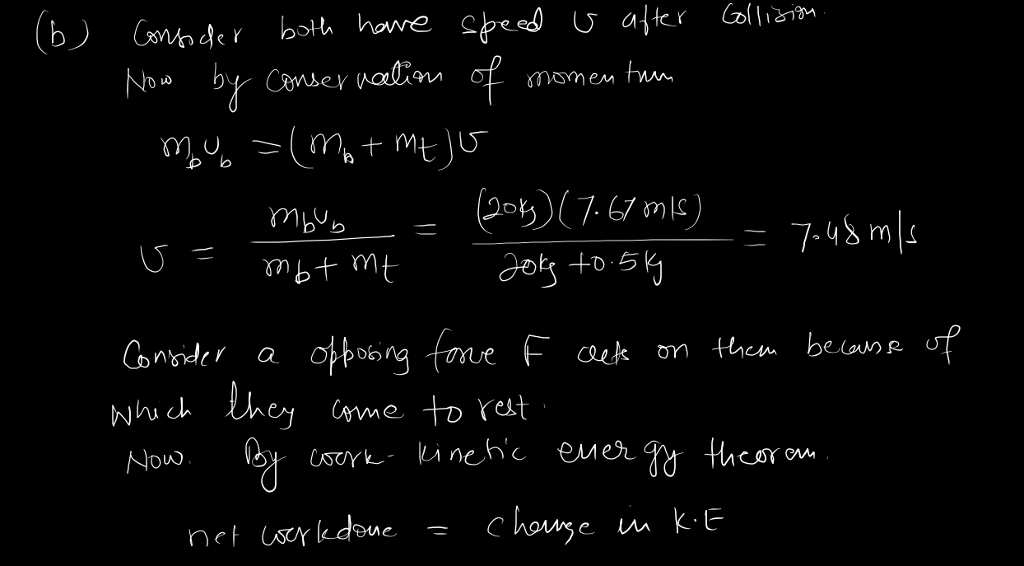 (b) Consider both have speed v after Collision.
Now by conservation of momentum
m_b v_b = (m_b + m_t) v
v = m_b v_b / (m_b + m_t) = (20kg)(7.67 m/s) / (20kg + 0.5kg) = 7.48 m/s
Consider a opposing force F acts on them because of
which they come to rest.
Now. By work-kinetic energy theorem.
net workdone = change in K.E